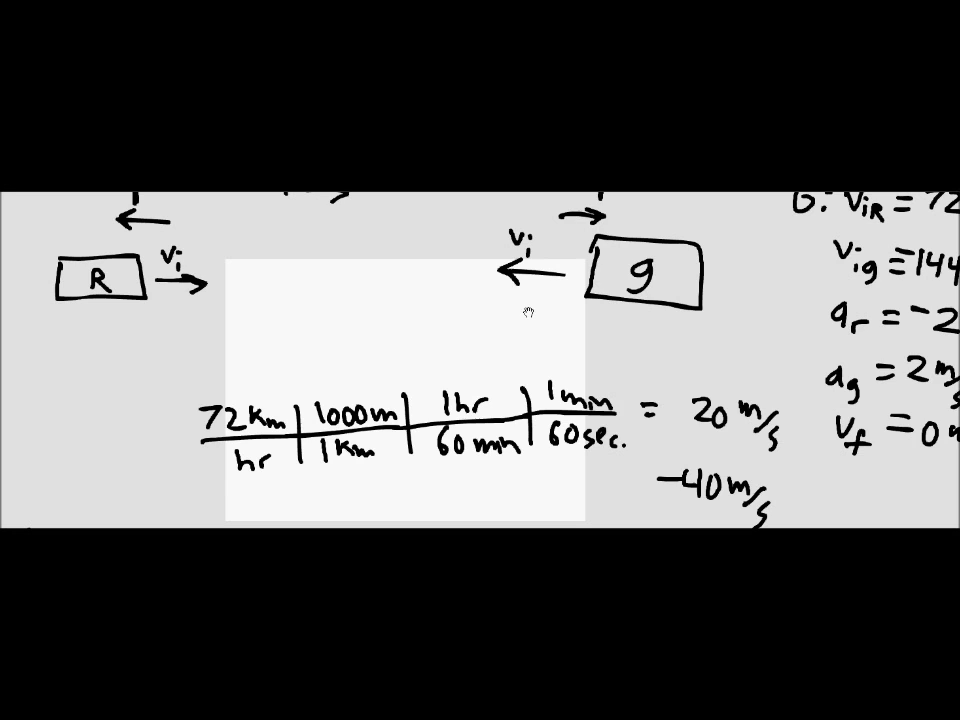 G: ViR = 72
R Vi
Vi g
Vig = 144
ar = -2
ag = 2 m/s
Vf = 0
72 km | 1000m | 1 hr | 1 min = 20 m/s
hr | 1 km | 60 min | 60 sec.
-40 m/s